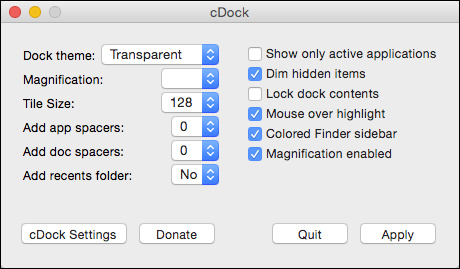 cDock
Dock theme: Transparent
Magnification:
Tile Size: 128
Add app spacers: 0
Add doc spacers: 0
Add recents folder: No
Show only active applications
Dim hidden items
Lock dock contents
Mouse over highlight
Colored Finder sidebar
Magnification enabled
cDock Settings Donate Quit Apply